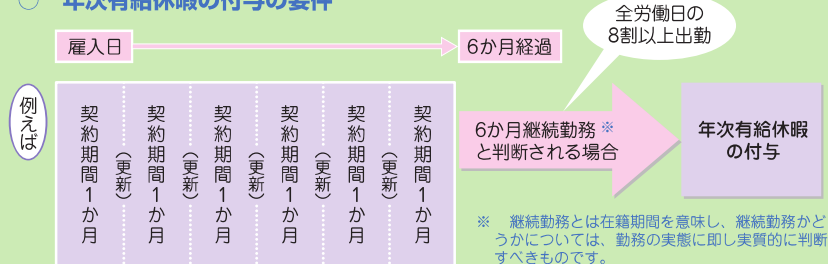 ○ 年次有給休暇の付与の要件
雇入日
6か月経過
全労働日の
8割以上出勤
例えば
契約期間1か月
(更新)
契約期間1か月
(更新)
契約期間1か月
(更新)
契約期間1か月
(更新)
契約期間1か月
(更新)
契約期間1か月
6か月継続勤務※
と判断される場合
年次有給休暇
の付与
※ 継続勤務とは在籍期間を意味し、継続勤務かど
うかについては、勤務の実態に即し実質的に判断
すべきものです。